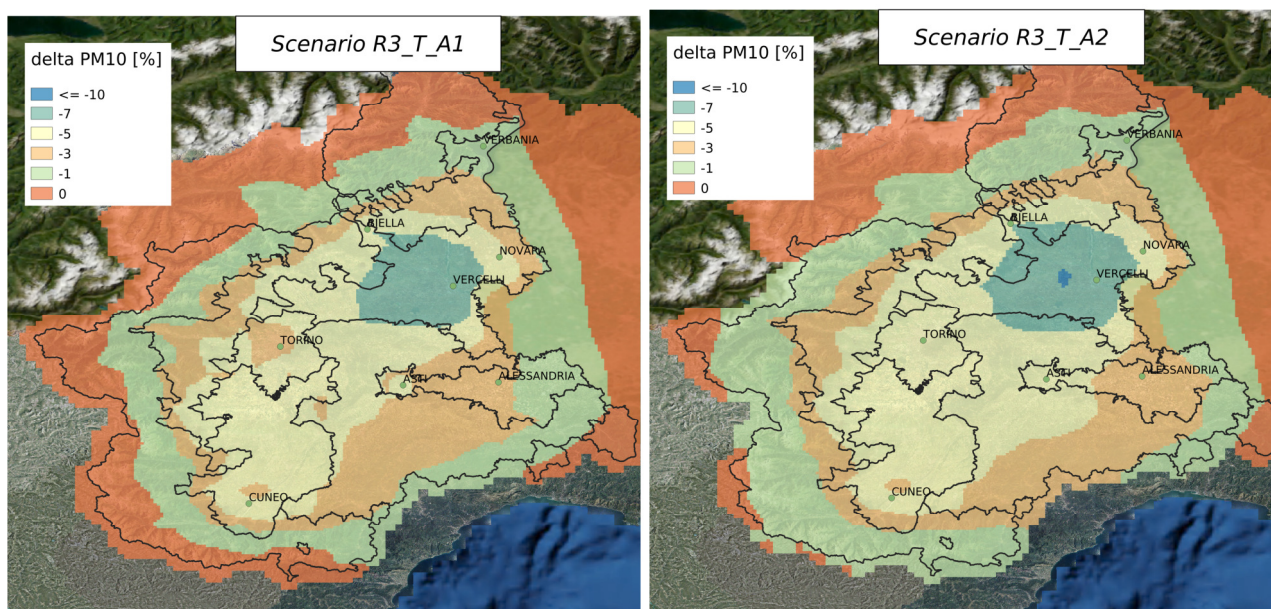 Scenario R3_T_A1
delta PM10 [%]
<= -10
-7
-5
-3
-1
0
VERBANIA
BIELLA
NOVARA
VERCELLI
TORINO
ASTI
ALESSANDRIA
CUNEO
Scenario R3_T_A2
delta PM10 [%]
<= -10
-7
-5
-3
-1
0
VERBANIA
BIELLA
NOVARA
VERCELLI
TORINO
ASTI
ALESSANDRIA
CUNEO